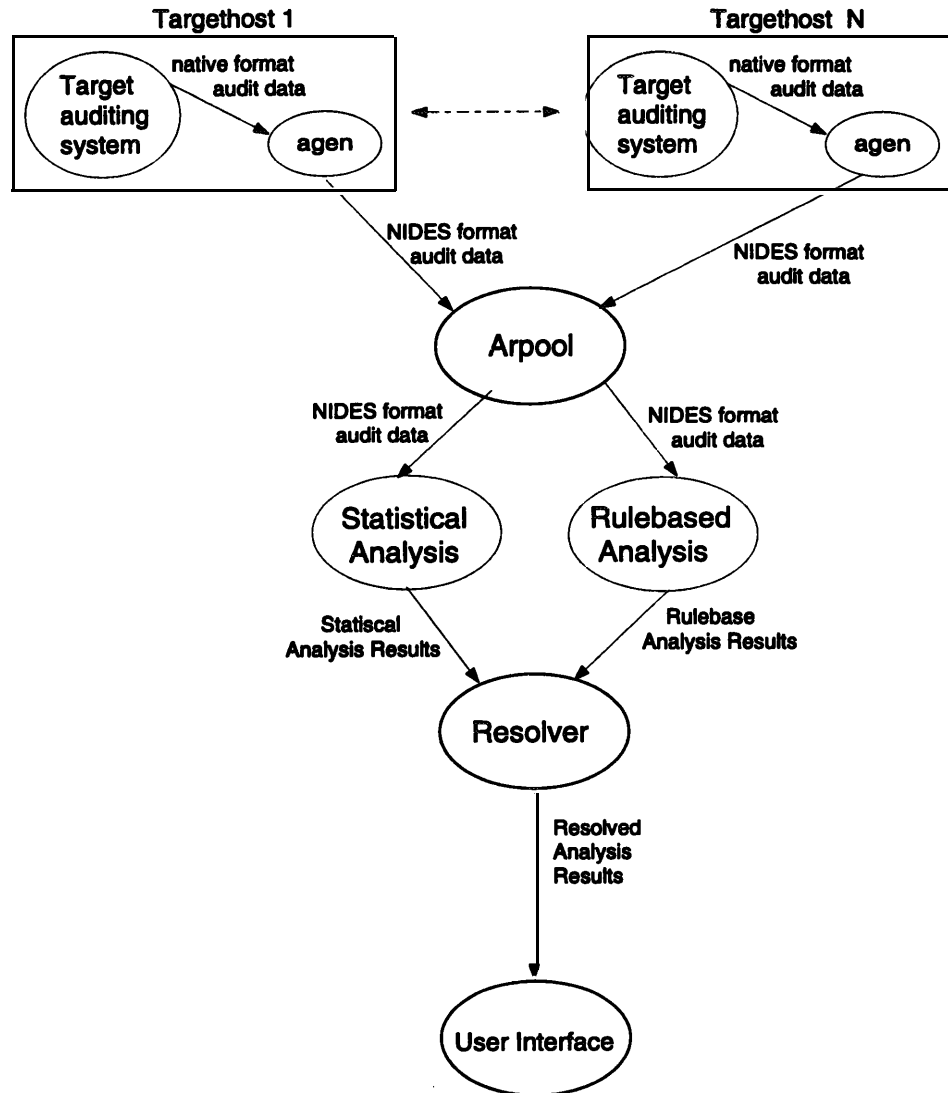 Targethost 1
Targethost N
Target
auditing
system
native format
audit data
agen
Target
auditing
system
native format
audit data
agen
NIDES format
audit data
NIDES format
audit data
Arpool
NIDES format
audit data
NIDES format
audit data
Statistical
Analysis
Rulebased
Analysis
Statiscal
Analysis Results
Rulebase
Analysis Results
Resolver
Resolved
Analysis
Results
User Interface